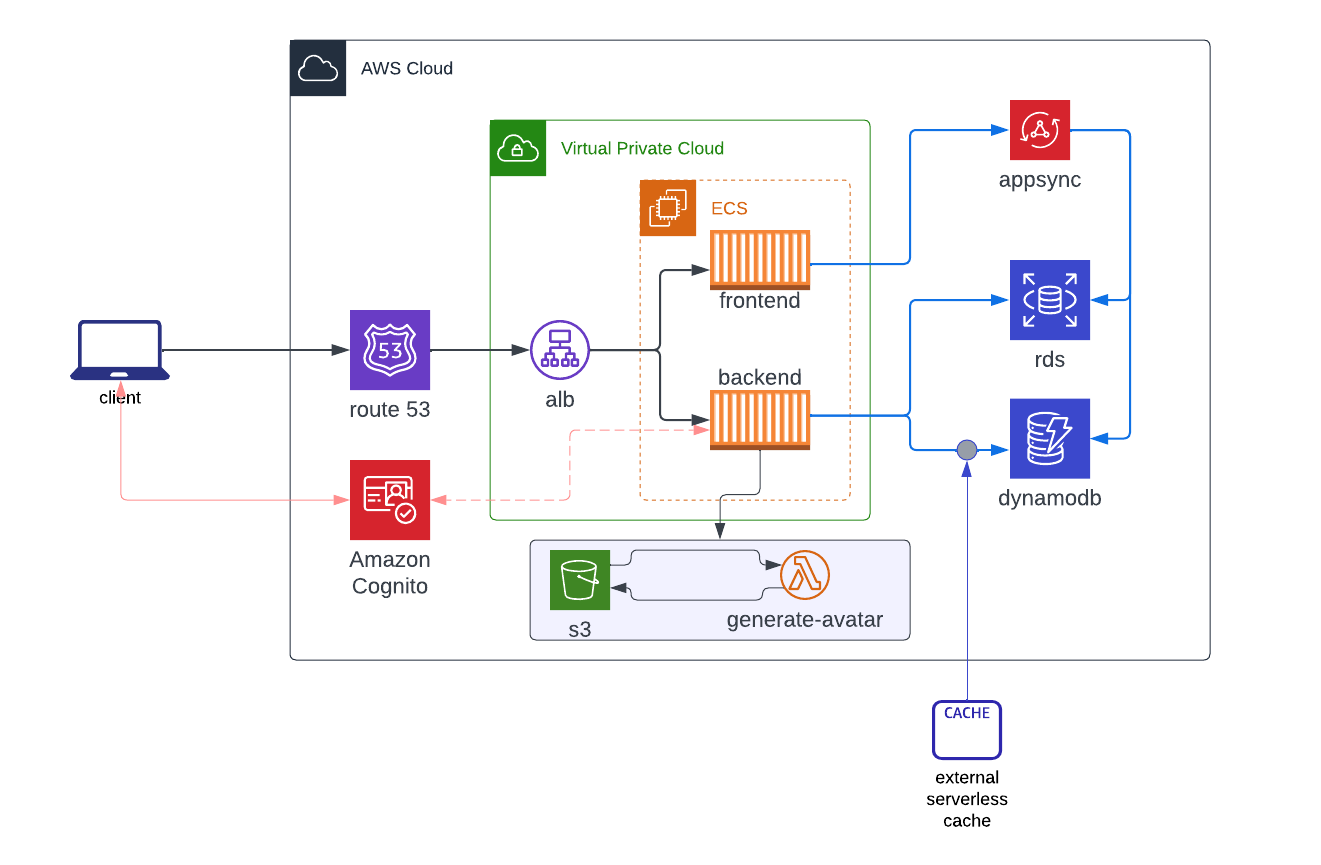 AWS Cloud
Virtual Private Cloud
ECS
appsync
frontend
rds
backend
client
53
route 53
alb
dynamodb
Amazon
Cognito
s3
generate-avatar
CACHE
external
serverless
cache